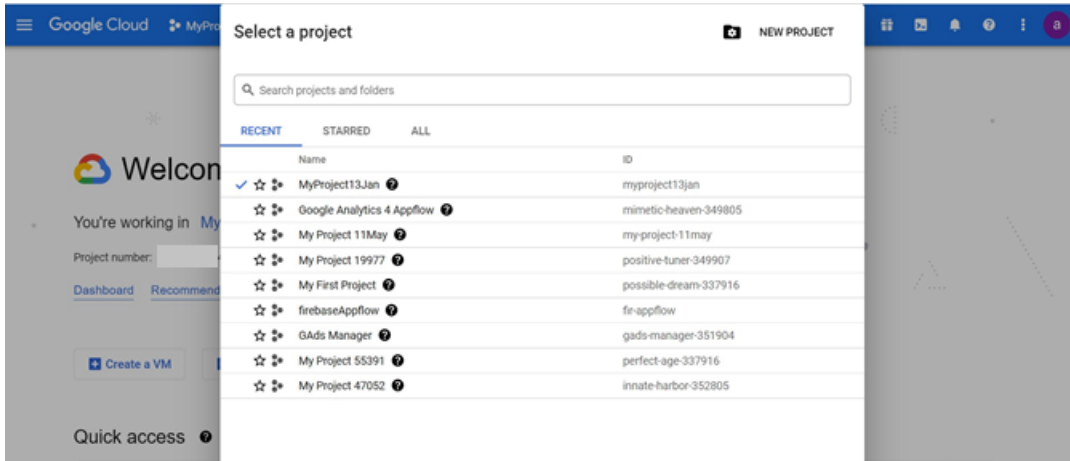 Google Cloud MyPro
Select a project
NEW PROJECT
a
Search projects and folders
RECENT STARRED ALL
Name ID
MyProject13Jan myproject13jan
Google Analytics 4 Appflow mimetic-heaven-349805
My Project 11May my-project-11may
My Project 19977 positive-tuner-349907
My First Project possible-dream-337916
firebaseAppflow fir-appflow
GAds Manager gads-manager-351904
My Project 55391 perfect-age-337916
My Project 47052 innate-harbor-352805
Welcon
You're working in My
Project number:
Dashboard Recommend
Create a VM
Quick access